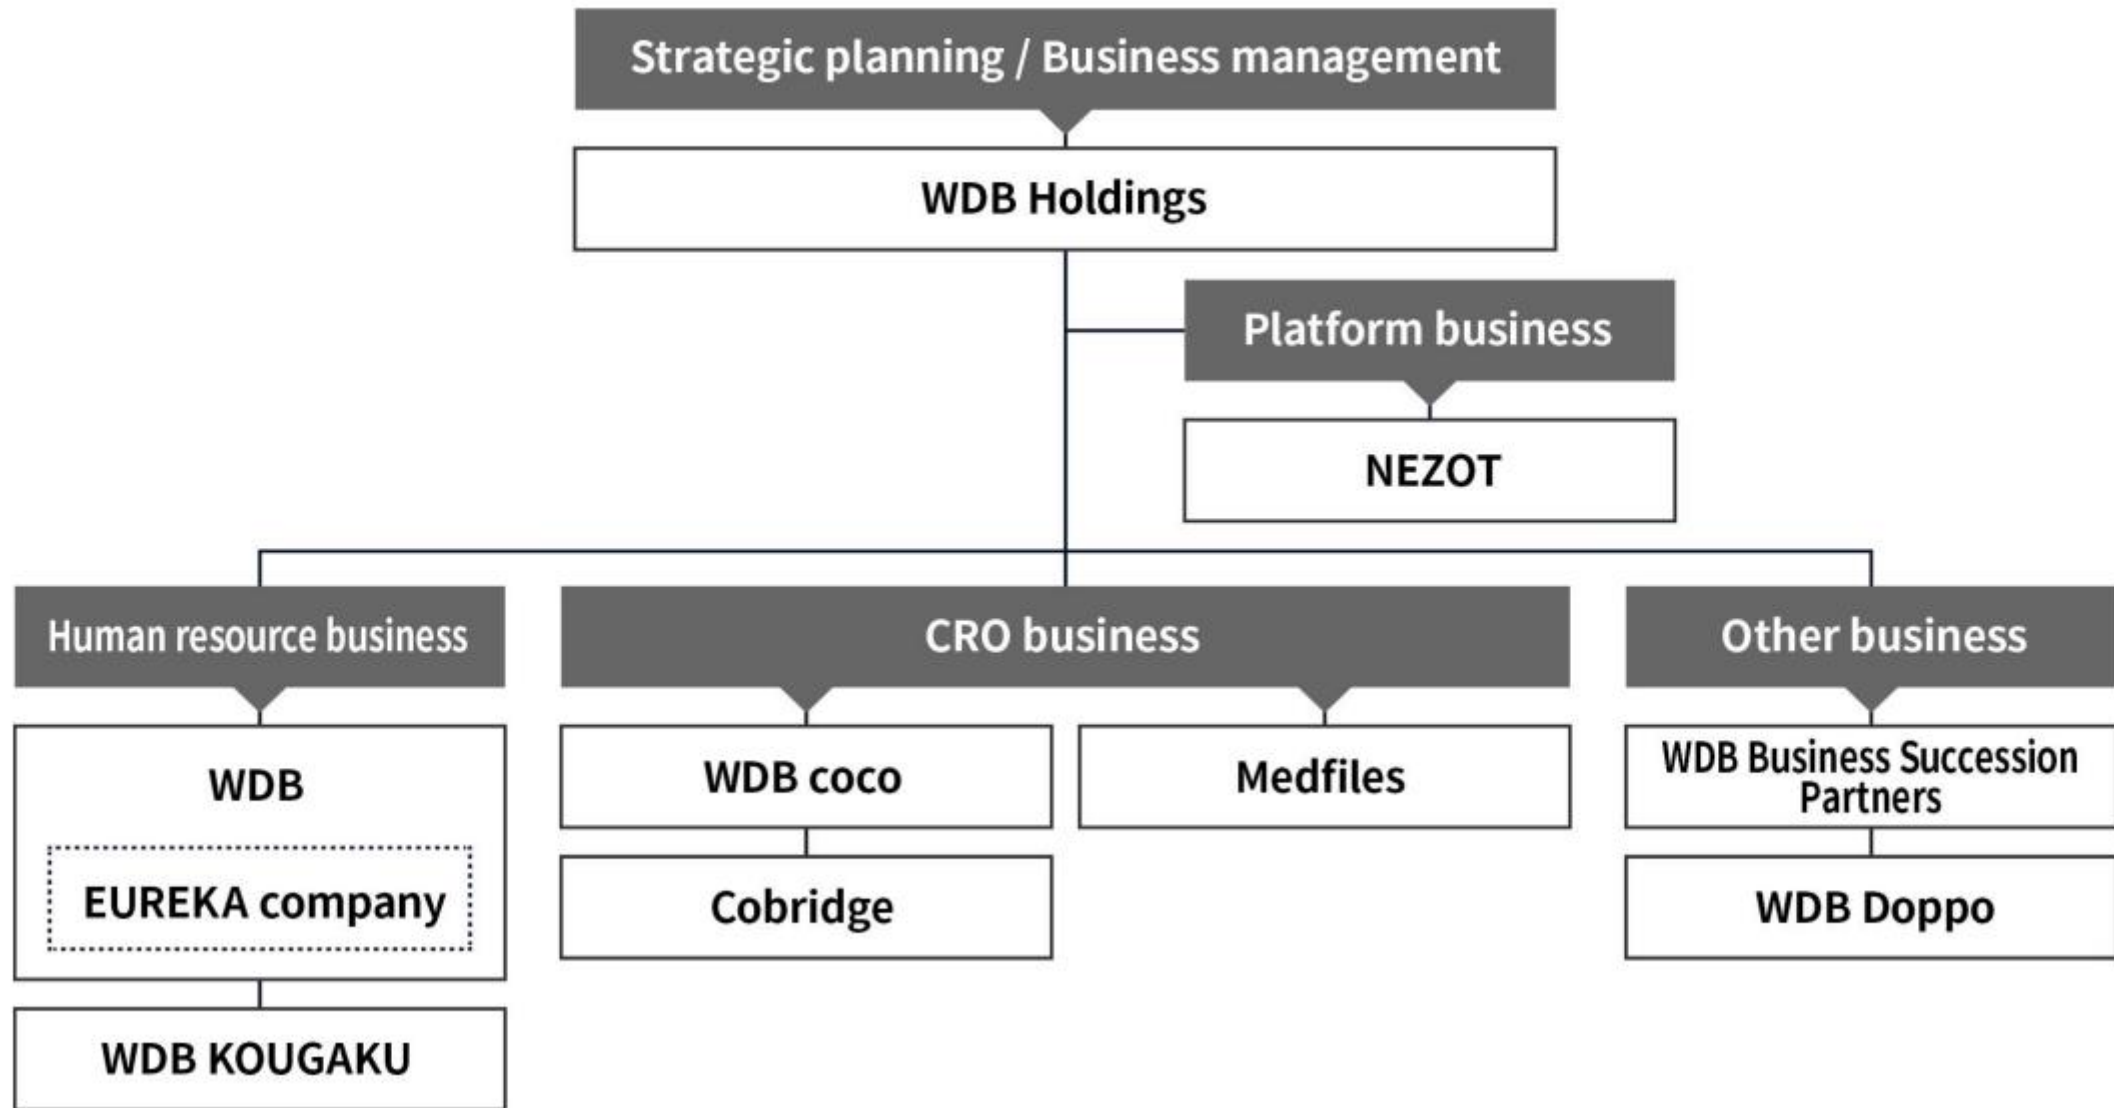 Strategic planning / Business management
WDB Holdings
Platform business
NEZOT
Human resource business
WDB
EUREKA company
WDB KOUGAKU
CRO business
WDB coco
Cobridge
Medfiles
Other business
WDB Business Succession
Partners
WDB Doppo